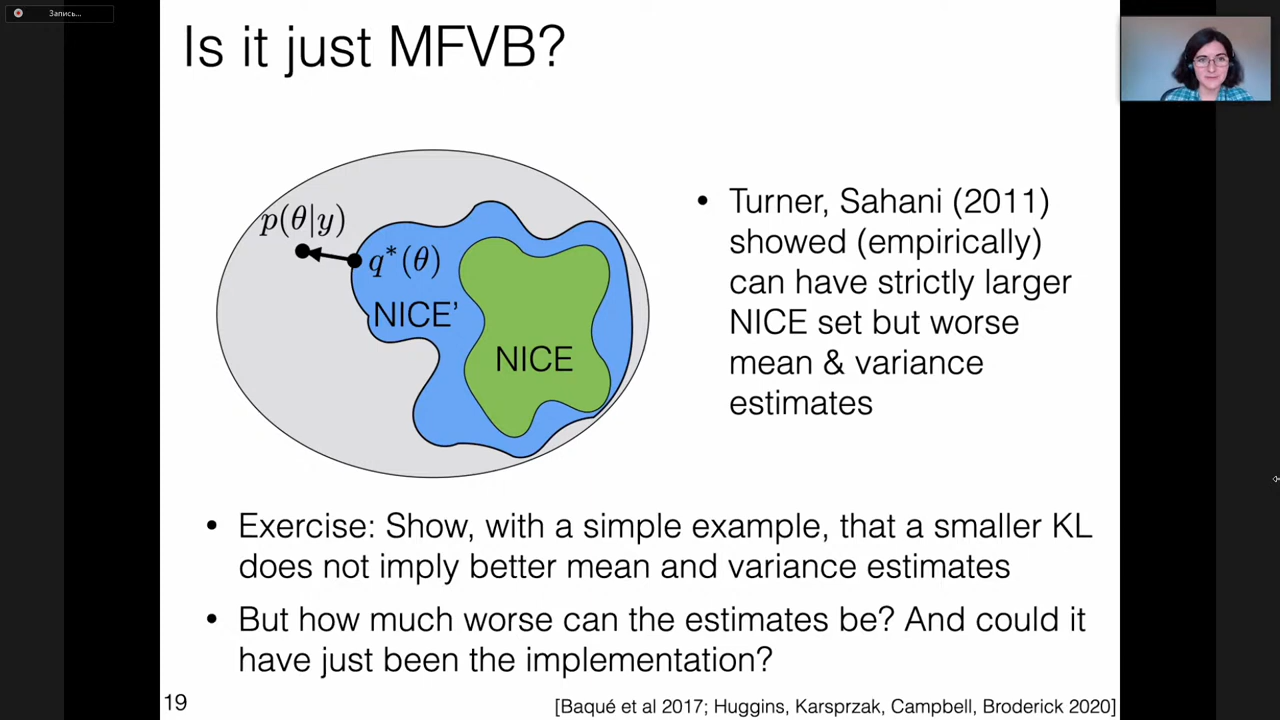 Запись...
Is it just MFVB?
p(θ|y)
q*(θ)
NICE’
NICE
• Turner, Sahani (2011)
showed (empirically)
can have strictly larger
NICE set but worse
mean & variance
estimates
• Exercise: Show, with a simple example, that a smaller KL
does not imply better mean and variance estimates
• But how much worse can the estimates be? And could it
have just been the implementation?
19
[Baqué et al 2017; Huggins, Karsprzak, Campbell, Broderick 2020]